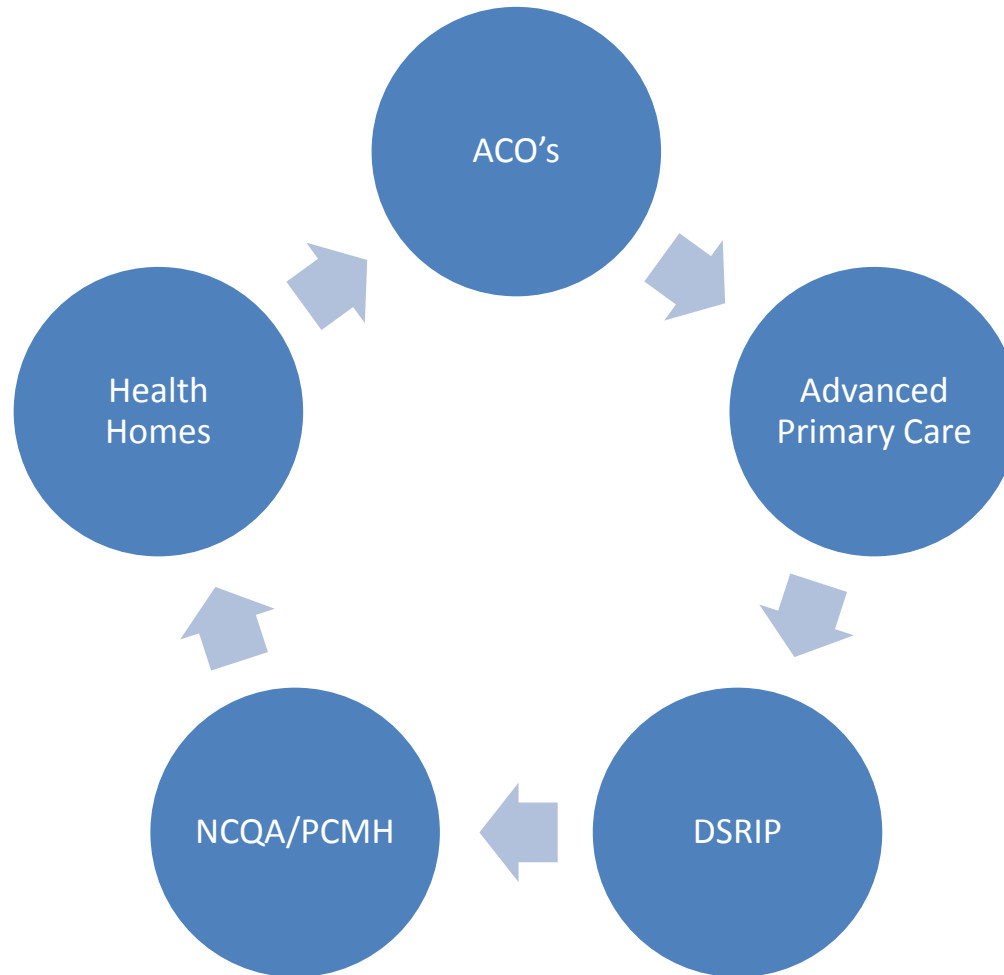 ACO’s
Health
Homes
Advanced
Primary Care
NCQA/PCMH
DSRIP